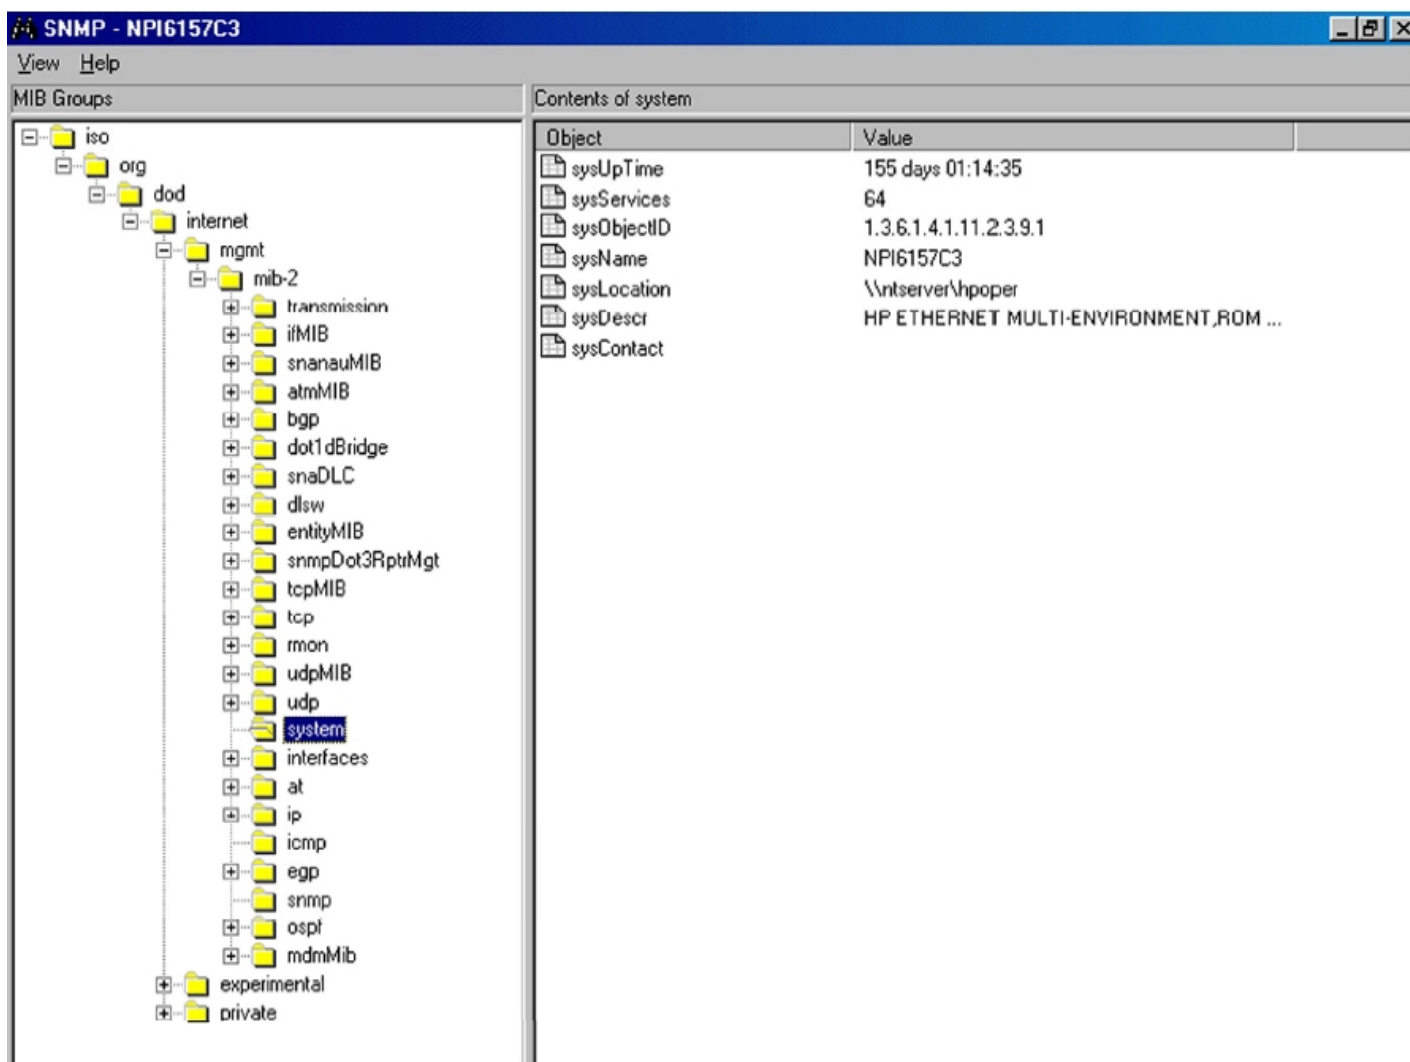 SNMP - NPI6157C3
View Help
MIB Groups
Contents of system
iso
org
dod
internet
mgmt
mib-2
transmission
ifMIB
snanauMIB
atmMIB
bgp
dot1dBridge
snaDLC
dlsw
entityMIB
snmpDot3RptrMgt
tcpMIB
tcp
rmon
udpMIB
udp
system
interfaces
at
ip
icmp
egp
snmp
ospf
mdmMib
experimental
private
Object Value
sysUpTime 155 days 01:14:35
sysServices 64
sysObjectID 1.3.6.1.4.1.11.2.3.9.1
sysName NPI6157C3
sysLocation \\ntserver\hpoper
sysDescr HP ETHERNET MULTI-ENVIRONMENT,ROM ...
sysContact